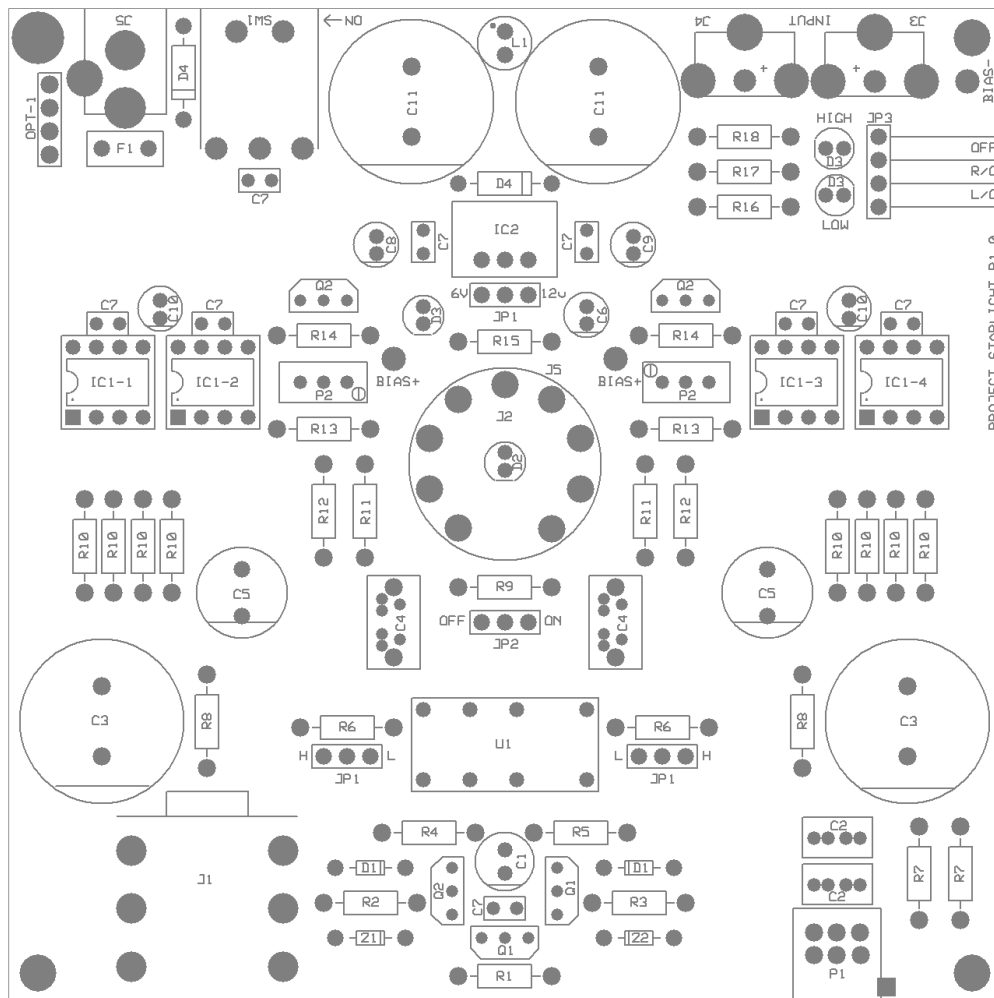 J5
SW1
←ON
L1
J4
INPUT
J3
+
+
BIAS-
D4
C11
C11
OPT-1
F1
HIGH
JP3
R18
D3
OFF
R17
R/C
D3
D4
C7
R16
L/C
LOW
C8
C7
IC2
C7
C9
Q2
6V
12v
Q2
JP1
C7
C7
C10
D3
C6
C7
C10
C7
R14
R15
R14
J5
IC1-1
IC1-2
P2
BIAS+
BIAS+
P2
IC1-3
IC1-4
J2
R13
R13
D2
R12
R11
R11
R12
R10
R10
R10
R10
R10
R10
R10
R10
C5
R9
C5
C4
OFF
ON
C4
JP2
C3
R8
R6
U1
R6
R8
C3
H
L
L
H
JP1
JP1
R4
R5
C2
J1
D1
C1
D1
R7
R7
Q2
Q1
C2
R2
C7
R3
Z1
Q1
Z2
R1
P1